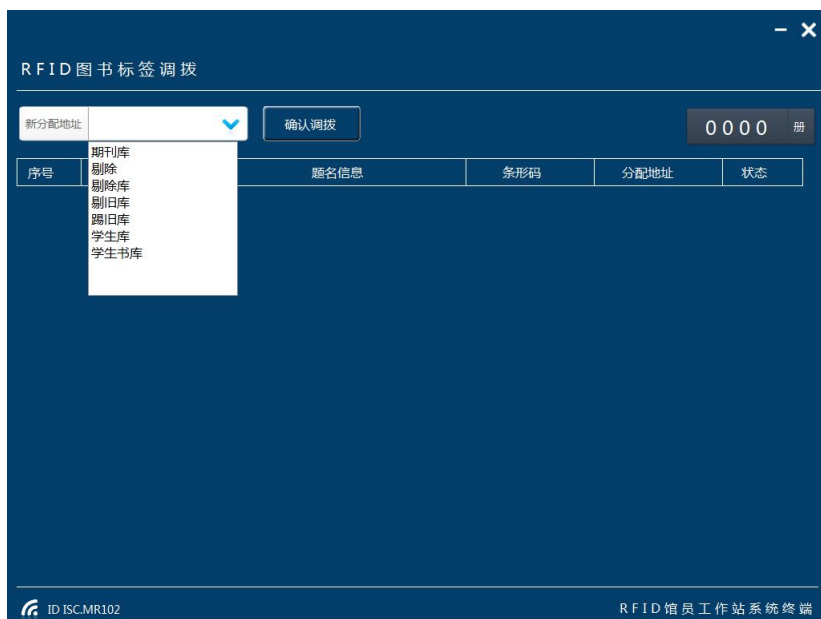 RFID图书标签调拨
新分配地址
确认调拨
0000 册
序号 题名信息 条形码 分配地址 状态
期刊库
剔除
剔除库
剔旧库
踢旧库
学生库
学生书库
ID ISC.MR102
RFID馆员工作站系统终端